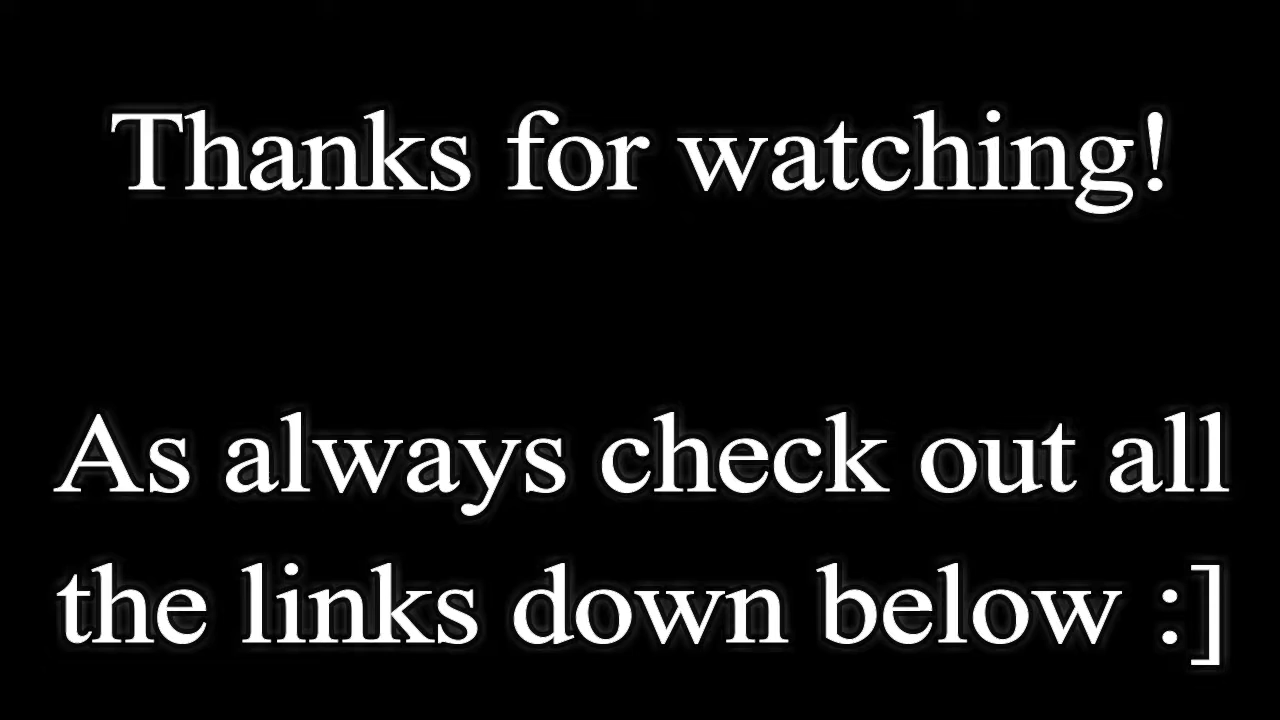 Thanks for watching!
As always check out all
the links down below :]